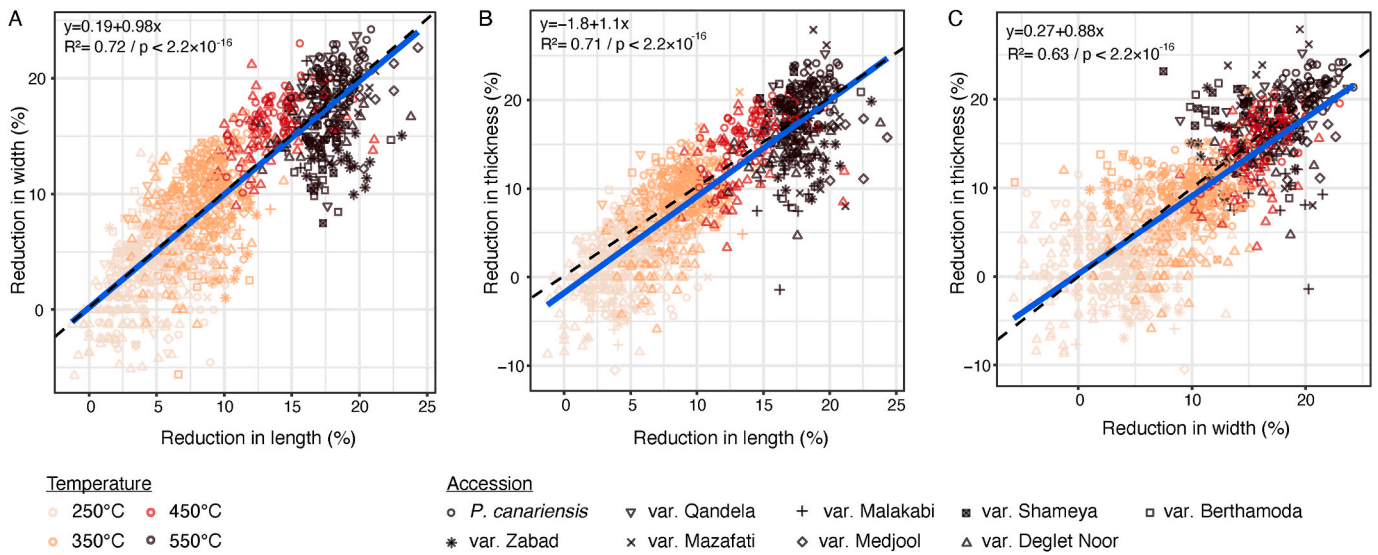 A
y=0.19+0.98x
R²= 0.72 / p < 2.2×10⁻¹⁶
Reduction in width (%)
20
10
0
0 5 10 15 20 25
Reduction in length (%)
B
y=−1.8+1.1x
R²= 0.71 / p < 2.2×10⁻¹⁶
Reduction in thickness (%)
30
20
10
0
−10
0 5 10 15 20 25
Reduction in length (%)
C
y=0.27+0.88x
R²= 0.63 / p < 2.2×10⁻¹⁶
Reduction in thickness (%)
30
20
10
0
−10
0 10 20
Reduction in width (%)
Temperature
250°C 450°C
350°C 550°C
Accession
P. canariensis var. Qandela var. Malakabi var. Shameya var. Berthamoda
var. Zabad var. Mazafati var. Medjool var. Deglet Noor